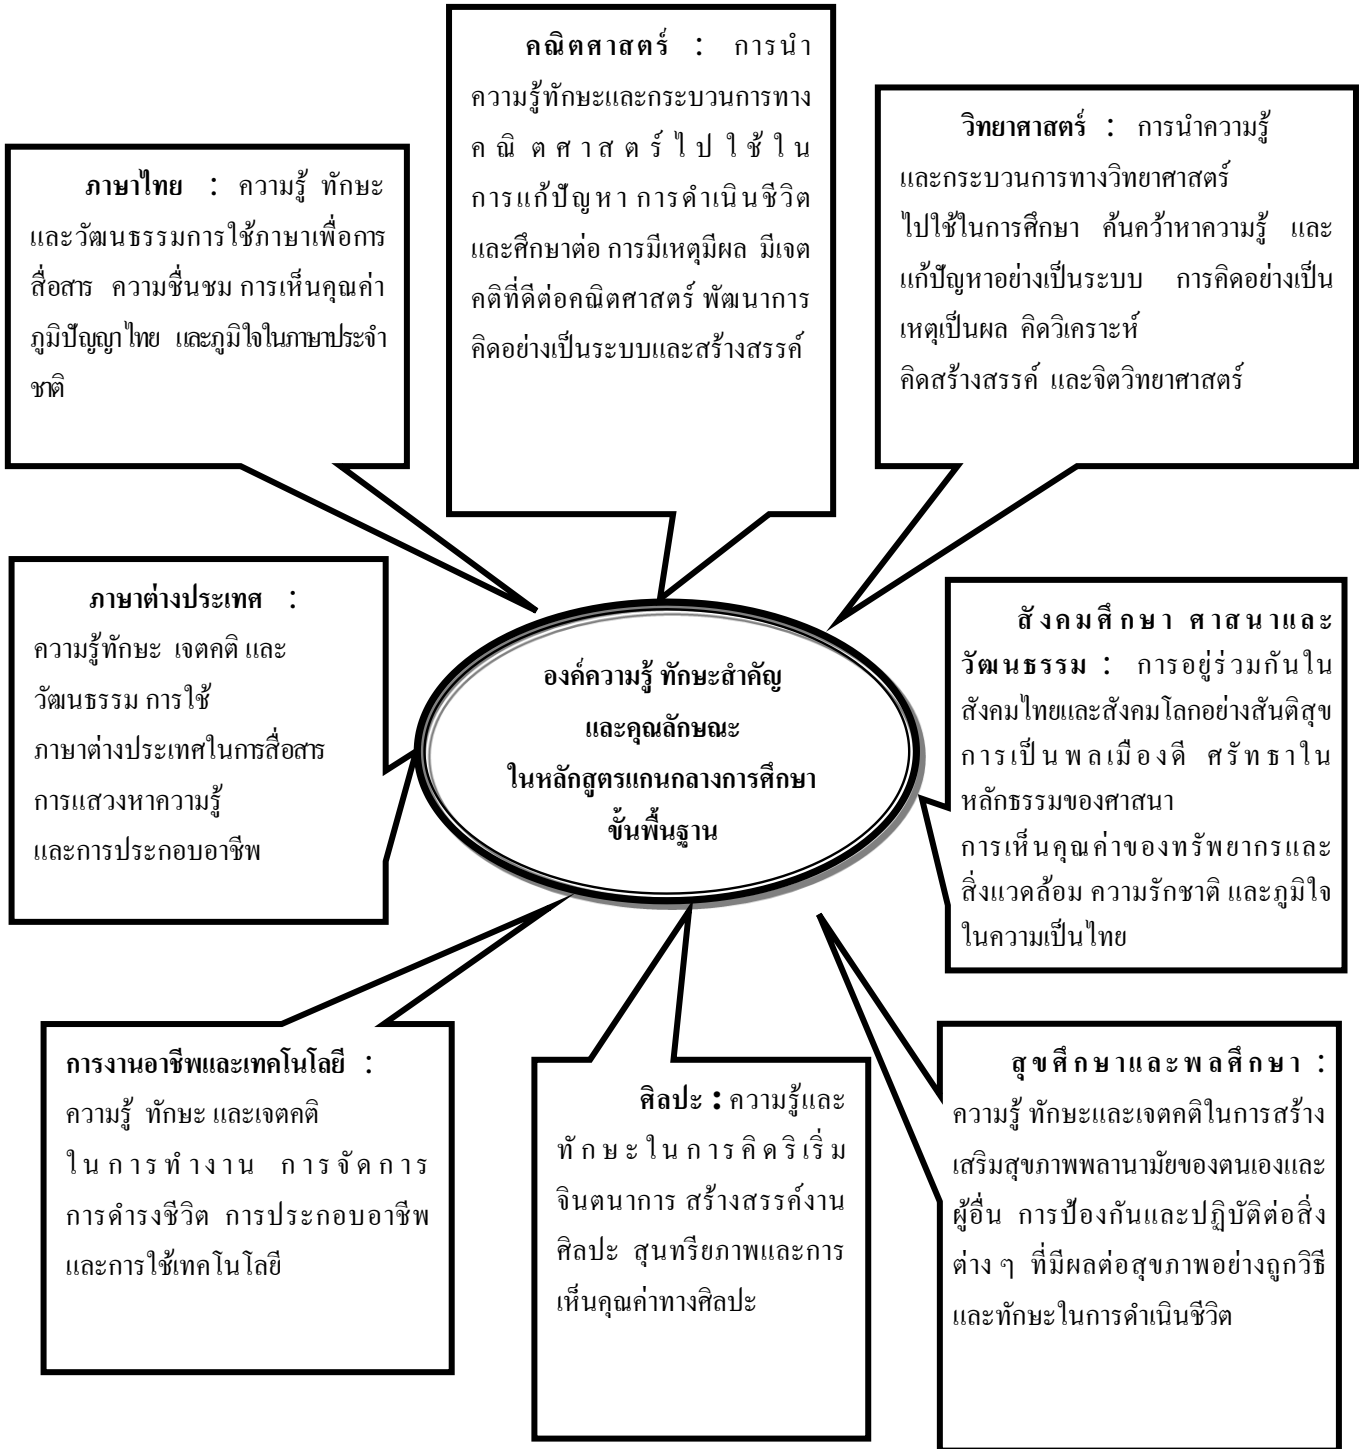 คณิตศาสตร์ : การนำ
ความรู้ทักษะและกระบวนการทาง
คณิตศาสตร์ไปใช้ใน
การแก้ปัญหา การดำเนินชีวิต
และศึกษาต่อ การมีเหตุมีผล มีเจต
คติที่ดีต่อคณิตศาสตร์ พัฒนาการ
คิดอย่างเป็นระบบและสร้างสรรค์
วิทยาศาสตร์ : การนำความรู้
และกระบวนการทางวิทยาศาสตร์
ไปใช้ในการศึกษา ค้นคว้าหาความรู้ และ
แก้ปัญหาอย่างเป็นระบบ การคิดอย่างเป็น
เหตุเป็นผล คิดวิเคราะห์
คิดสร้างสรรค์ และจิตวิทยาศาสตร์
ภาษาไทย : ความรู้ ทักษะ
และวัฒนธรรมการใช้ภาษาเพื่อการ
สื่อสาร ความชื่นชม การเห็นคุณค่า
ภูมิปัญญาไทย และภูมิใจในภาษาประจำ
ชาติ
ภาษาต่างประเทศ :
ความรู้ทักษะ เจตคติ และ
วัฒนธรรม การใช้
ภาษาต่างประเทศในการสื่อสาร
การแสวงหาความรู้
และการประกอบอาชีพ
องค์ความรู้ ทักษะสำคัญ
และคุณลักษณะ
ในหลักสูตรแกนกลางการศึกษา
ขั้นพื้นฐาน
สังคมศึกษา ศาสนาและ
วัฒนธรรม : การอยู่ร่วมกันใน
สังคมไทยและสังคมโลกอย่างสันติสุข
การเป็นพลเมืองดี ศรัทธาใน
หลักธรรมของศาสนา
การเห็นคุณค่าของทรัพยากรและ
สิ่งแวดล้อม ความรักชาติ และภูมิใจ
ในความเป็นไทย
การงานอาชีพและเทคโนโลยี :
ความรู้ ทักษะ และเจตคติ
ในการทำงาน การจัดการ
การดำรงชีวิต การประกอบอาชีพ
และการใช้เทคโนโลยี
ศิลปะ : ความรู้และ
ทักษะในการคิดริเริ่ม
จินตนาการ สร้างสรรค์งาน
ศิลปะ สุนทรียภาพและการ
เห็นคุณค่าทางศิลปะ
สุขศึกษาและพลศึกษา :
ความรู้ ทักษะและเจตคติในการสร้าง
เสริมสุขภาพพลานามัยของตนเองและ
ผู้อื่น การป้องกันและปฏิบัติต่อสิ่ง
ต่าง ๆ ที่มีผลต่อสุขภาพอย่างถูกวิธี
และทักษะในการดำเนินชีวิต